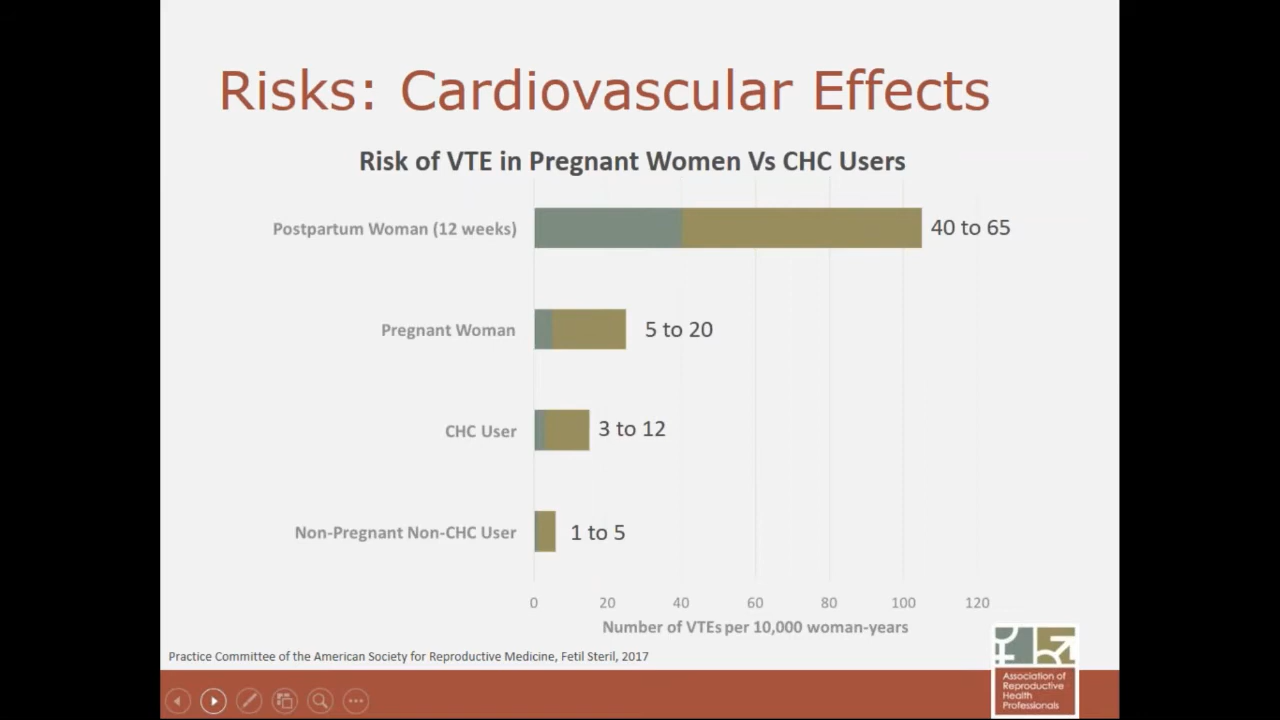 Risks: Cardiovascular Effects
Risk of VTE in Pregnant Women Vs CHC Users
Postpartum Woman (12 weeks)
40 to 65
Pregnant Woman
5 to 20
CHC User
3 to 12
Non-Pregnant Non-CHC User
1 to 5
0 20 40 60 80 100 120
Number of VTEs per 10,000 woman-years
Practice Committee of the American Society for Reproductive Medicine, Fetil Steril, 2017
Association of
Reproductive
Health
Professionals